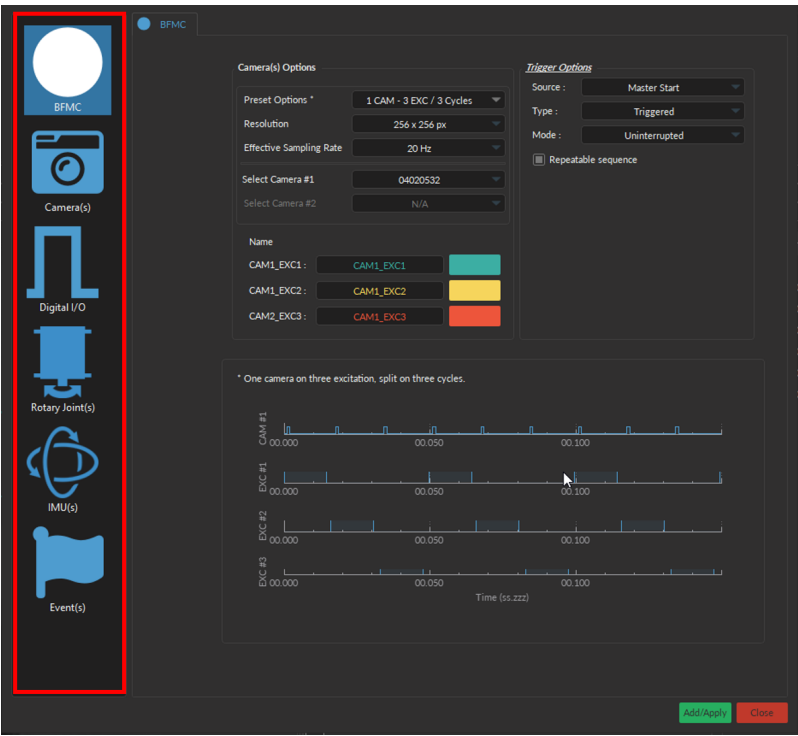 BFMC
Camera(s)
Digital I/O
Rotary Joint(s)
IMU(s)
Event(s)
BFMC
Camera(s) Options
Preset Options * 1 CAM - 3 EXC / 3 Cycles
Resolution 256 x 256 px
Effective Sampling Rate 20 Hz
Select Camera #1 04020532
Select Camera #2 N/A
Name
CAM1_EXC1 : CAM1_EXC1
CAM1_EXC2 : CAM1_EXC2
CAM2_EXC3 : CAM1_EXC3
Trigger Options
Source : Master Start
Type : Triggered
Mode : Uninterrupted
Repeatable sequence
* One camera on three excitation, split on three cycles.
CAM #1
00.000 00.050 00.100
EXC #1
00.000 00.050 00.100
EXC #2
00.000 00.050 00.100
EXC #3
00.000 00.050 00.100
Time (ss.zzz)
Add/Apply Close